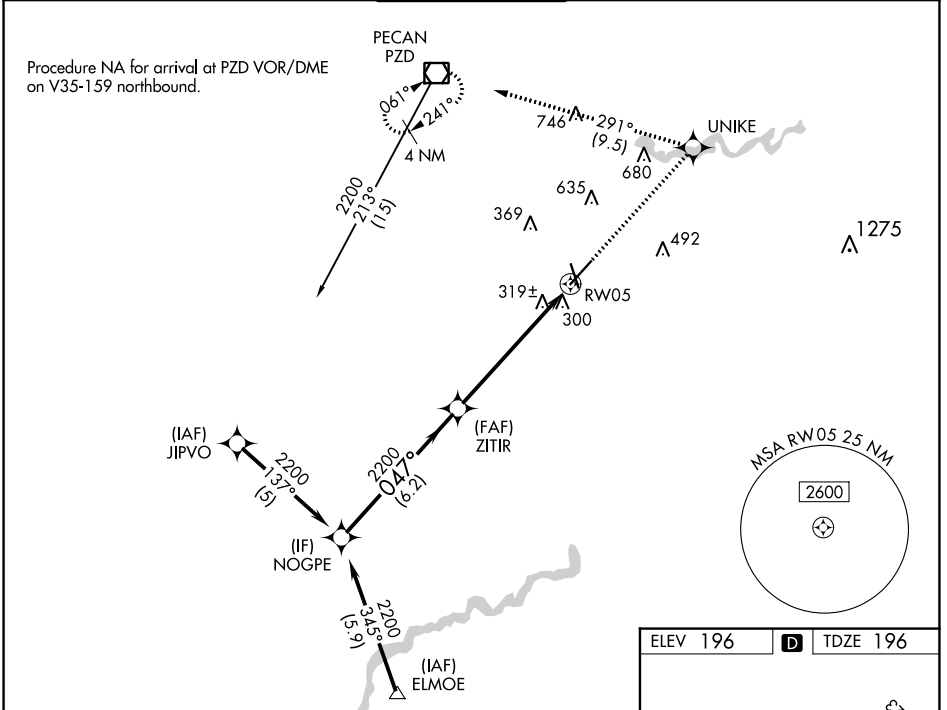 PECAN
PZD
Procedure NA for arrival at PZD VOR/DME
on V35-159 northbound.
061°
241°
4 NM
2200
213°
(15)
746
291°
(9.5)
UNIKE
680
635
369
492
1275
319±
300
RW05
(FAF)
ZITIR
(IAF)
JIPVO
2200
137°
(5)
2200
047°
(6.2)
(IF)
NOGPE
2200
345°
(5.9)
(IAF)
ELMOE
MSA RW05 25 NM
2600
ELEV 196 D TDZE 196